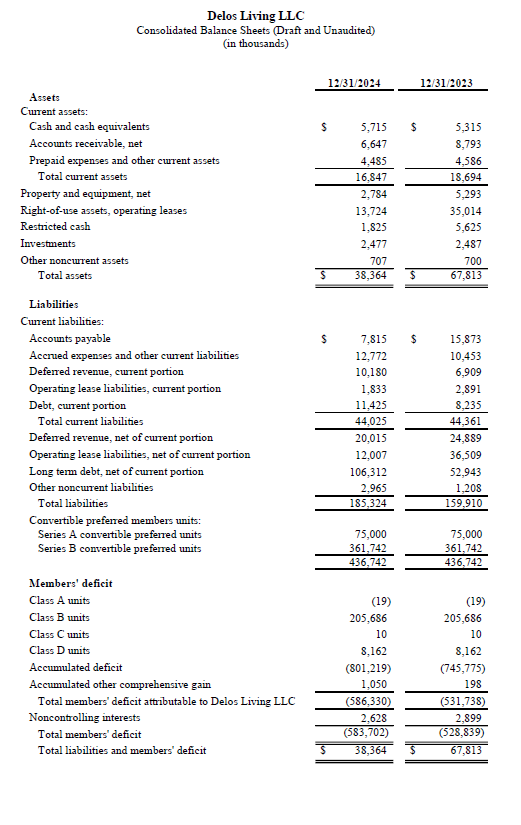 Delos Living LLC
Consolidated Balance Sheets (Draft and Unaudited)
(in thousands)
12/31/2024 12/31/2023
Assets
Current assets:
Cash and cash equivalents $ 5,715 $ 5,315
Accounts receivable, net 6,647 8,793
Prepaid expenses and other current assets 4,485 4,586
Total current assets 16,847 18,694
Property and equipment, net 2,784 5,293
Right-of-use assets, operating leases 13,724 35,014
Restricted cash 1,825 5,625
Investments 2,477 2,487
Other noncurrent assets 707 700
Total assets $ 38,364 $ 67,813
Liabilities
Current liabilities:
Accounts payable $ 7,815 $ 15,873
Accrued expenses and other current liabilities 12,772 10,453
Deferred revenue, current portion 10,180 6,909
Operating lease liabilities, current portion 1,833 2,891
Debt, current portion 11,425 8,235
Total current liabilities 44,025 44,361
Deferred revenue, net of current portion 20,015 24,889
Operating lease liabilities, net of current portion 12,007 36,509
Long term debt, net of current portion 106,312 52,943
Other noncurrent liabilities 2,965 1,208
Total liabilities 185,324 159,910
Convertible preferred members units:
Series A convertible preferred units 75,000 75,000
Series B convertible preferred units 361,742 361,742
436,742 436,742
Members' deficit
Class A units (19) (19)
Class B units 205,686 205,686
Class C units 10 10
Class D units 8,162 8,162
Accumulated deficit (801,219) (745,775)
Accumulated other comprehensive gain 1,050 198
Total members' deficit attributable to Delos Living LLC (586,330) (531,738)
Noncontrolling interests 2,628 2,899
Total members' deficit (583,702) (528,839)
Total liabilities and members' deficit $ 38,364 $ 67,813